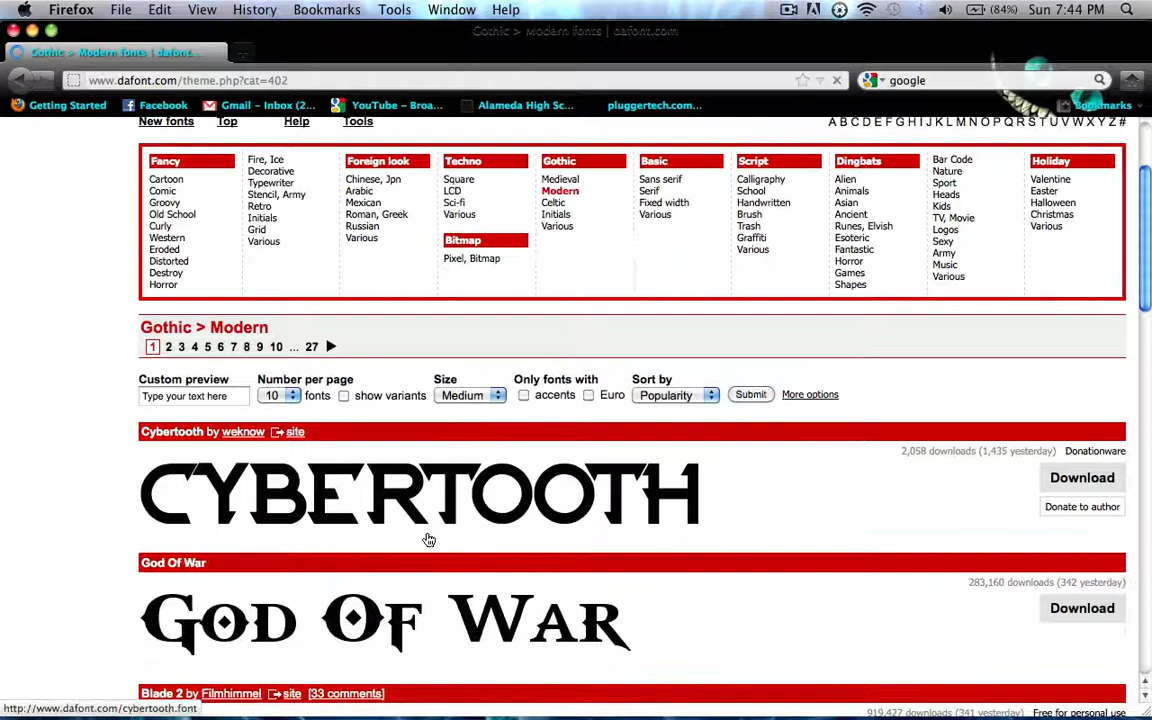 Firefox File Edit View History Bookmarks Tools Window Help (84%) Sun 7:44 PM
Gothic > Modern fonts | dafont.com
Gothic > Modern fonts | dafont...
www.dafont.com/theme.php?cat=402 google
Getting Started Facebook Gmail – Inbox (2... YouTube – Broa... Alameda High Sc... pluggertech.com... Bookmarks
New fonts Top Help Tools A B C D E F G H I J K L M N O P Q R S T U V W X Y Z #
Fancy
Cartoon
Comic
Groovy
Old School
Curly
Western
Eroded
Distorted
Destroy
Horror
Fire, Ice
Decorative
Typewriter
Stencil, Army
Retro
Initials
Grid
Various
Foreign look
Chinese, Jpn
Arabic
Mexican
Roman, Greek
Russian
Various
Techno
Square
LCD
Sci-fi
Various
Bitmap
Pixel, Bitmap
Gothic
Medieval
Modern
Celtic
Initials
Various
Basic
Sans serif
Serif
Fixed width
Various
Script
Calligraphy
School
Handwritten
Brush
Trash
Graffiti
Various
Dingbats
Alien
Animals
Asian
Ancient
Runes, Elvish
Esoteric
Fantastic
Horror
Games
Shapes
Bar Code
Nature
Sport
Heads
Kids
TV, Movie
Logos
Sexy
Army
Music
Various
Holiday
Valentine
Easter
Halloween
Christmas
Various
Gothic > Modern
1 2 3 4 5 6 7 8 9 10 ... 27
Custom preview Number per page Size Only fonts with Sort by
Type your text here 10 fonts show variants Medium accents Euro Popularity Submit More options
Cybertooth by weknow site
2,058 downloads (1,435 yesterday) Donationware
CYBERTOOTH
Download
Donate to author
God Of War
283,160 downloads (342 yesterday)
God Of War
Download
Blade 2 by Filmhimmel site [33 comments]
http://www.dafont.com/cybertooth.font
919,427 downloads (341 yesterday) Free for personal use